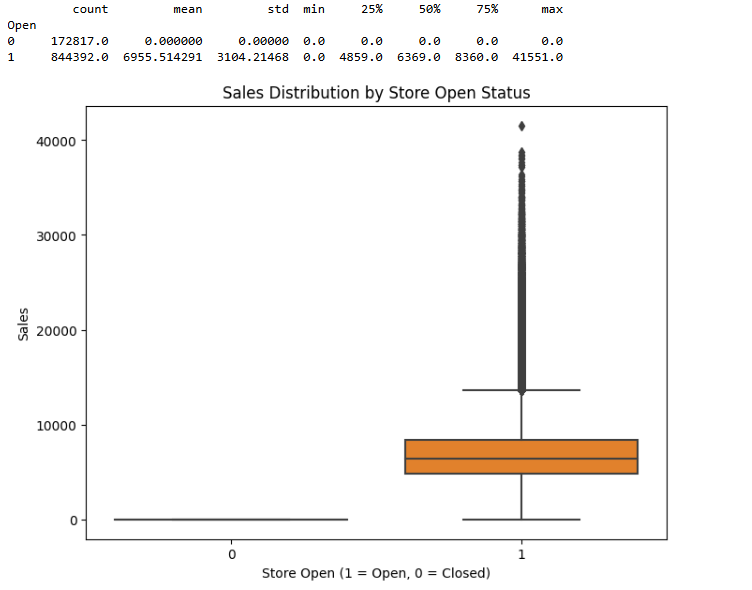 count mean std min 25% 50% 75% max
Open
0 172817.0 0.000000 0.00000 0.0 0.0 0.0 0.0 0.0
1 844392.0 6955.514291 3104.21468 0.0 4859.0 6369.0 8360.0 41551.0
Sales Distribution by Store Open Status
40000
30000
20000
10000
0
Sales
0 1
Store Open (1 = Open, 0 = Closed)